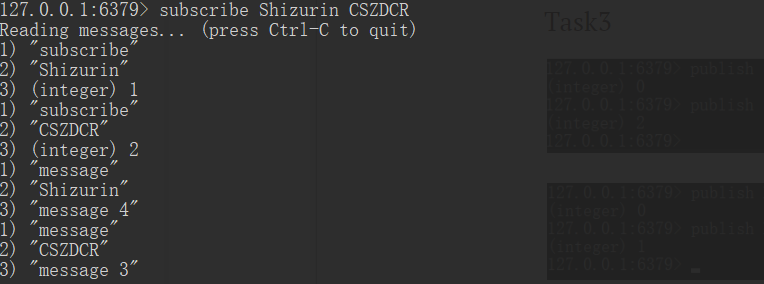 127.0.0.1:6379> subscribe Shizurin CSZDCR
Reading messages... (press Ctrl-C to quit)
1) "subscribe"
2) "Shizurin"
3) (integer) 1
1) "subscribe"
2) "CSZDCR"
3) (integer) 2
1) "message"
2) "Shizurin"
3) "message 4"
1) "message"
2) "CSZDCR"
3) "message 3"
Task3
127.0.0.1:6379> publish
(integer) 0
127.0.0.1:6379> publish
(integer) 2
127.0.0.1:6379>
127.0.0.1:6379> publish
(integer) 0
127.0.0.1:6379> publish
(integer) 1
127.0.0.1:6379>